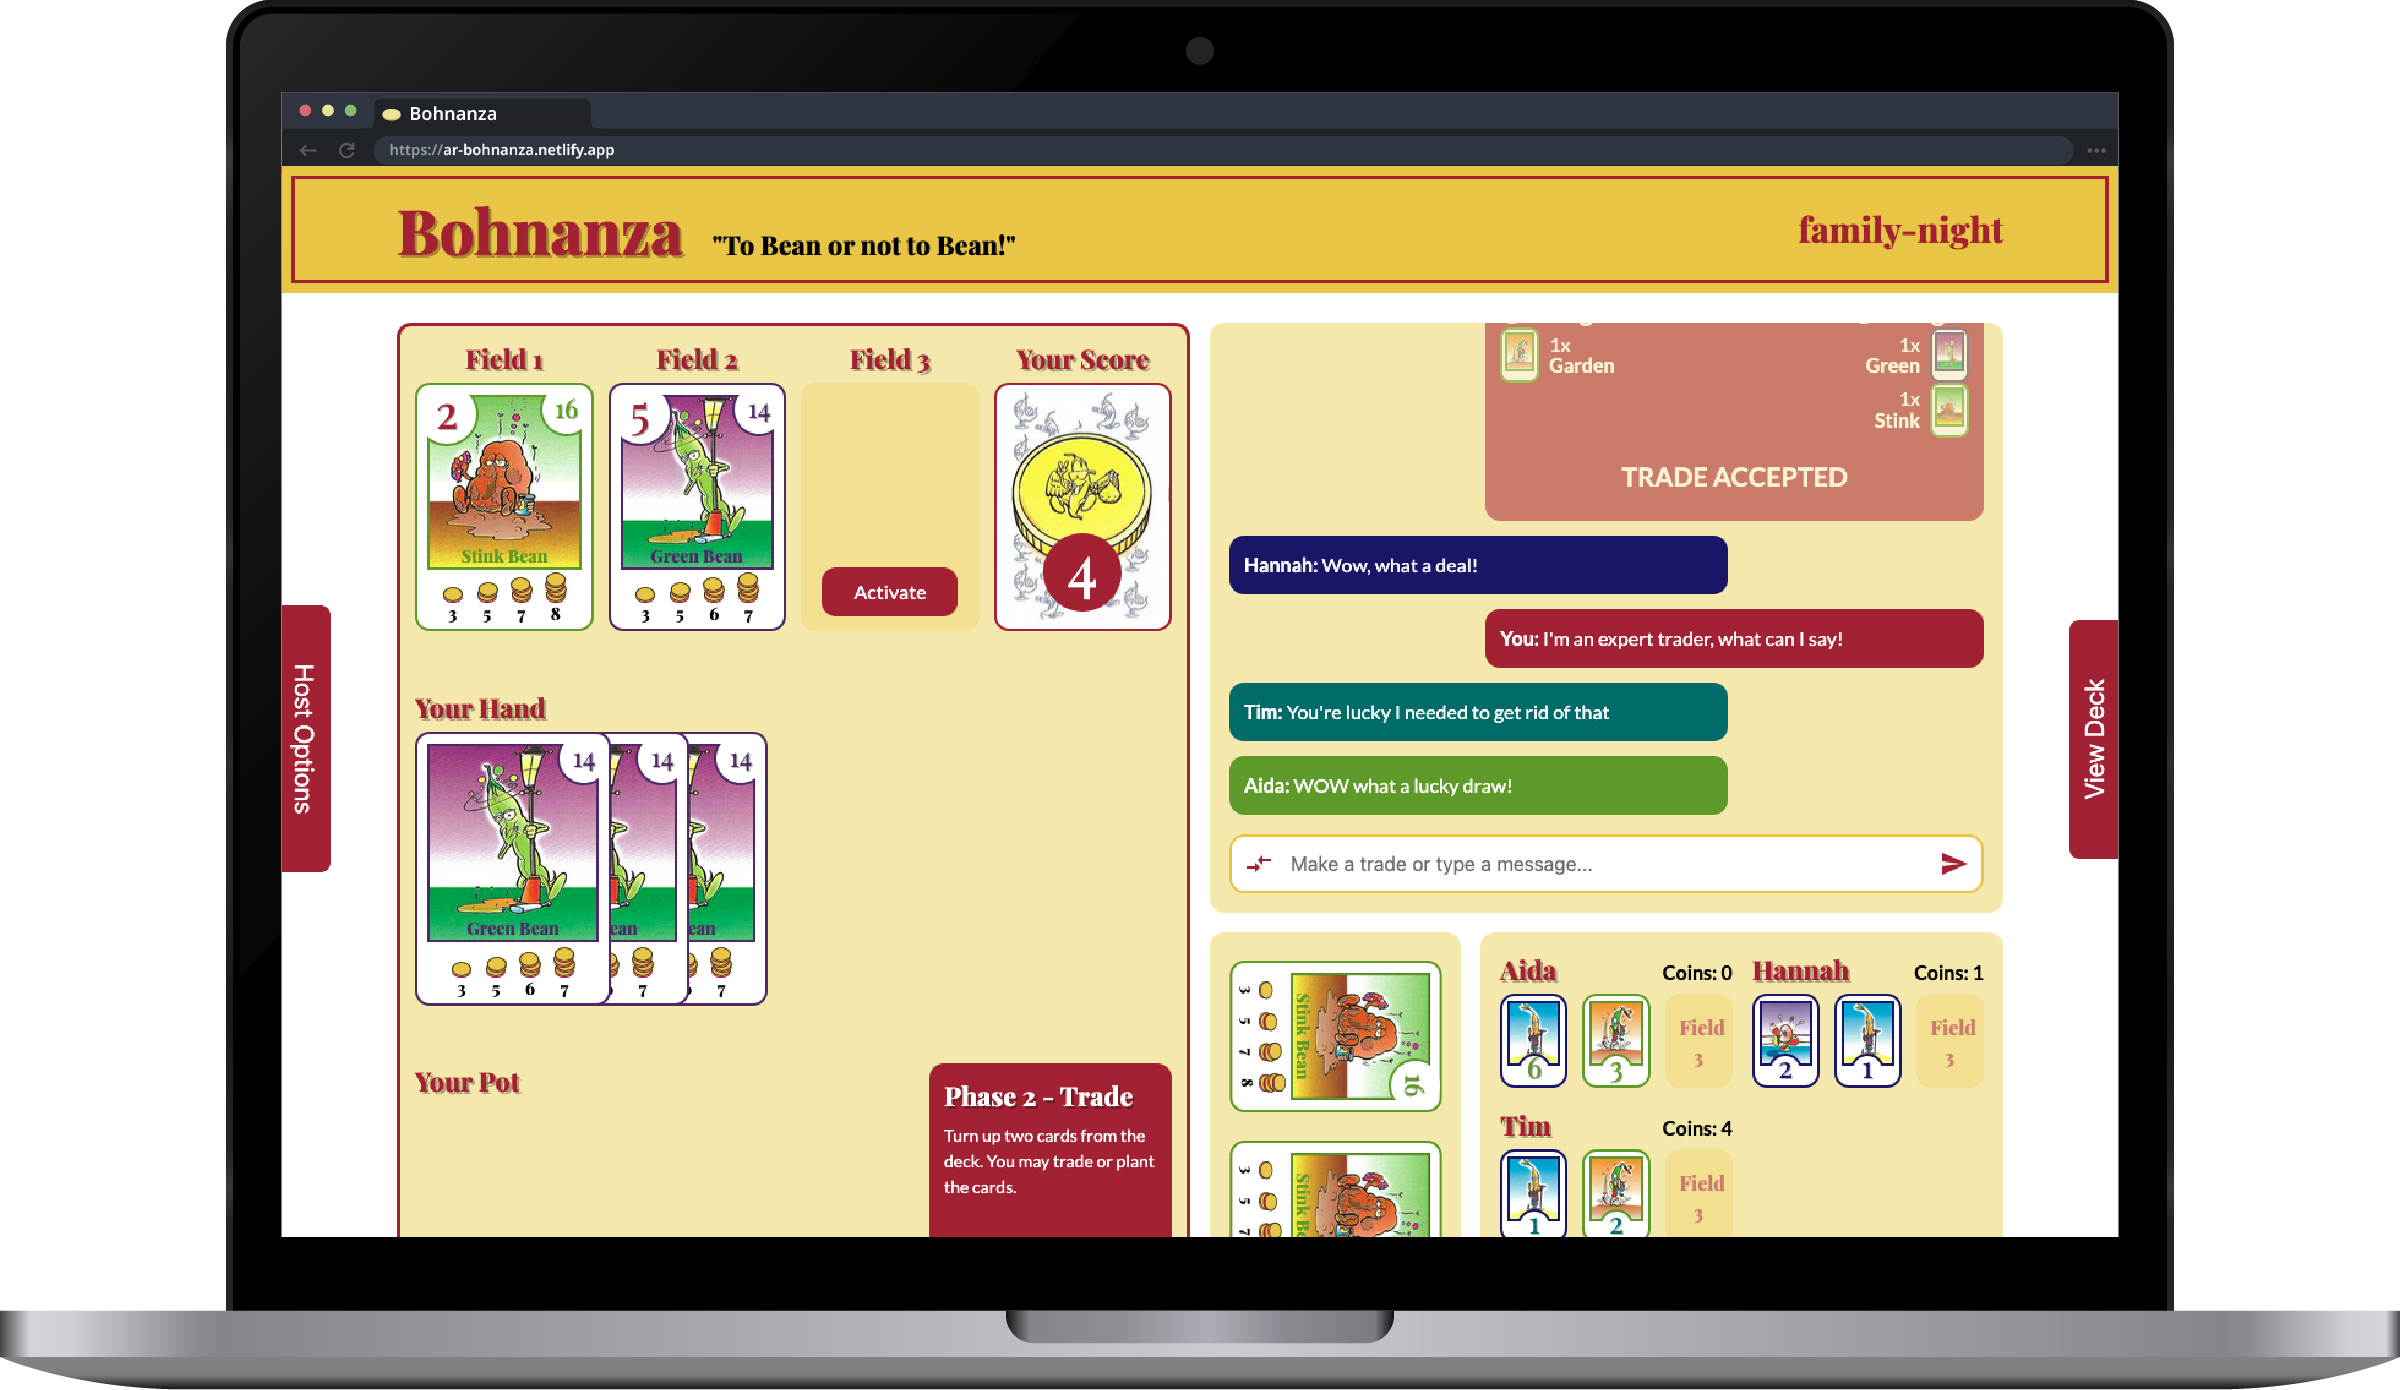 Bohnanza
https://ar-bohnanza.netlify.app
Bohnanza
"To Bean or not to Bean!"
family-night
Host Options
View Deck
Field 1
Field 2
Field 3
Your Score
2
16
Stink Bean
3 5 7 8
5
14
Green Bean
3 5 6 7
Activate
4
Your Hand
14
14
14
Green Bean
ean
ean
3 5 6 7
7
7
Your Pot
Phase 2 - Trade
Turn up two cards from the
deck. You may trade or plant
the cards.
1x
Garden
1x
Green
1x
Stink
TRADE ACCEPTED
Hannah: Wow, what a deal!
You: I'm an expert trader, what can I say!
Tim: You're lucky I needed to get rid of that
Aida: WOW what a lucky draw!
Make a trade or type a message...
16
Stink Bean
3 5 7 8
Stink Be
3 5 7
Aida
Coins: 0
6
3
Field
3
Hannah
Coins: 1
2
1
Field
3
Tim
Coins: 4
1
2
Field
3